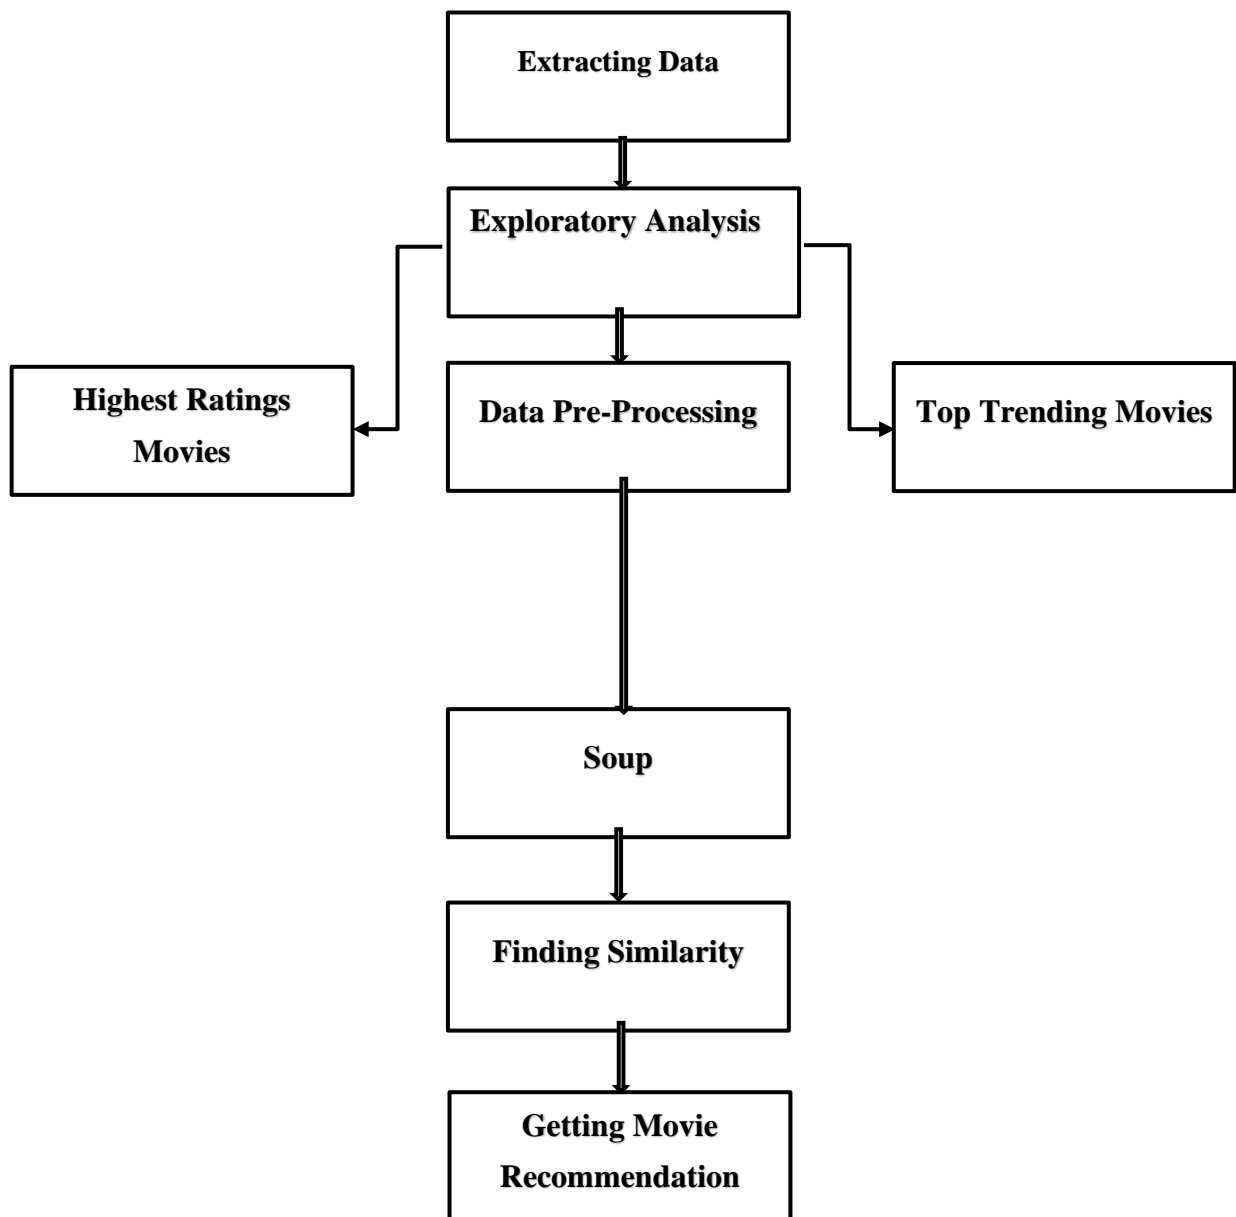 Extracting Data
Exploratory Analysis
Highest Ratings
Movies
Data Pre-Processing
Top Trending Movies
Soup
Finding Similarity
Getting Movie
Recommendation